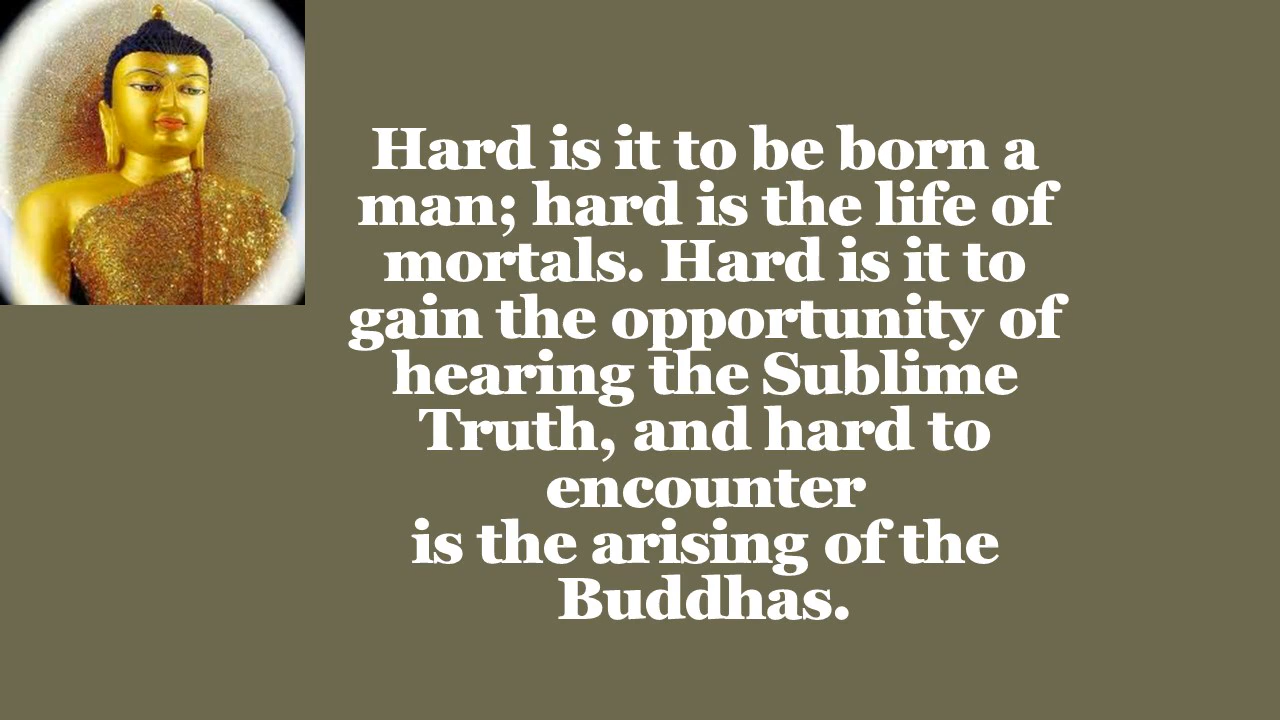 Hard is it to be born a
man; hard is the life of
mortals. Hard is it to
gain the opportunity of
hearing the Sublime
Truth, and hard to
encounter
is the arising of the
Buddhas.